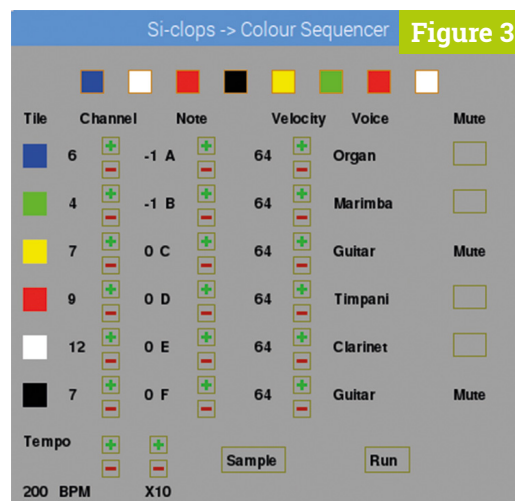 Si-clops -> Colour Sequencer
Figure 3
Tile Channel Note Velocity Voice Mute
6 + - -1 A + - 64 + - Organ
4 + - -1 B + - 64 + - Marimba
7 + - 0 C + - 64 + - Guitar Mute
9 + - 0 D + - 64 + - Timpani
12 + - 0 E + - 64 + - Clarinet
7 + - 0 F + - 64 + - Guitar Mute
Tempo + - + - Sample Run
200 BPM X10